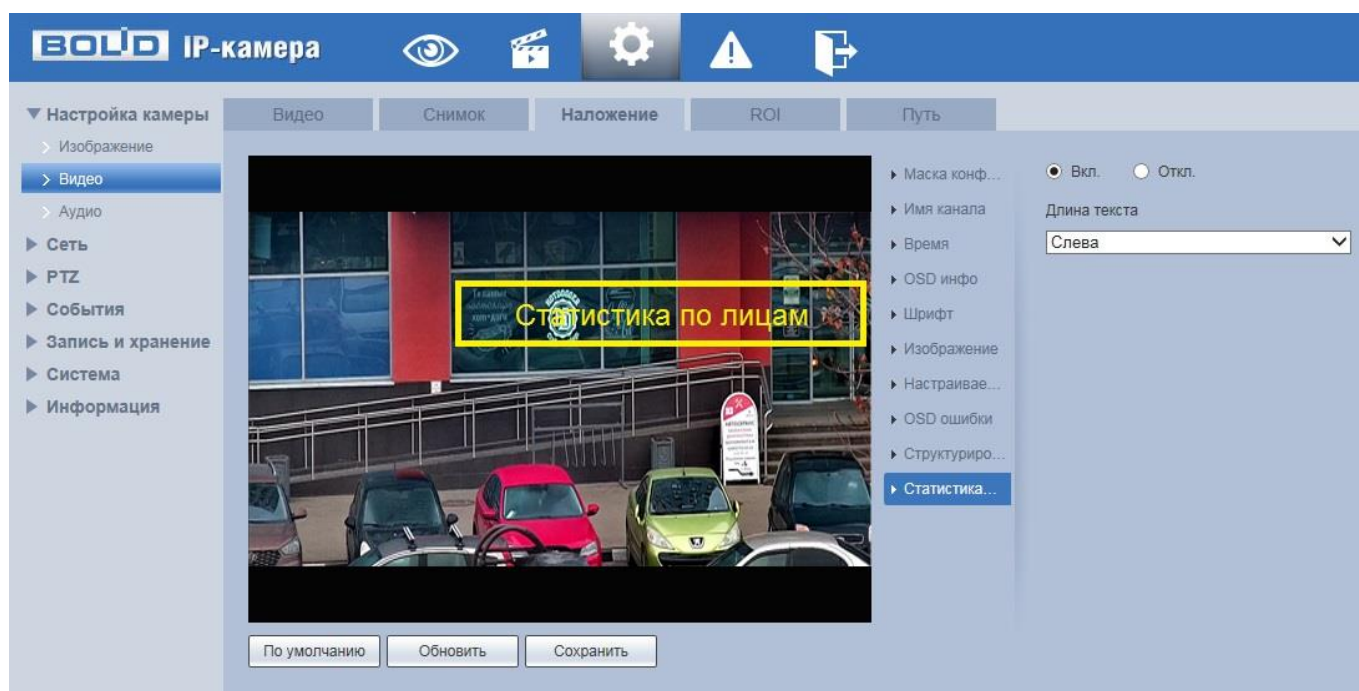 BOLID IP-камера
Настройка камеры
Изображение
Видео
Аудио
Сеть
PTZ
События
Запись и хранение
Система
Информация
Видео
Снимок
Наложение
ROI
Путь
Статистика по лицам
АВТОСЕРВИС
Маска конф...
Имя канала
Время
OSD инфо
Шрифт
Изображение
Настраивае...
OSD ошибки
Структуриро...
Статистика...
Вкл. Откл.
Длина текста
Слева
По умолчанию
Обновить
Сохранить